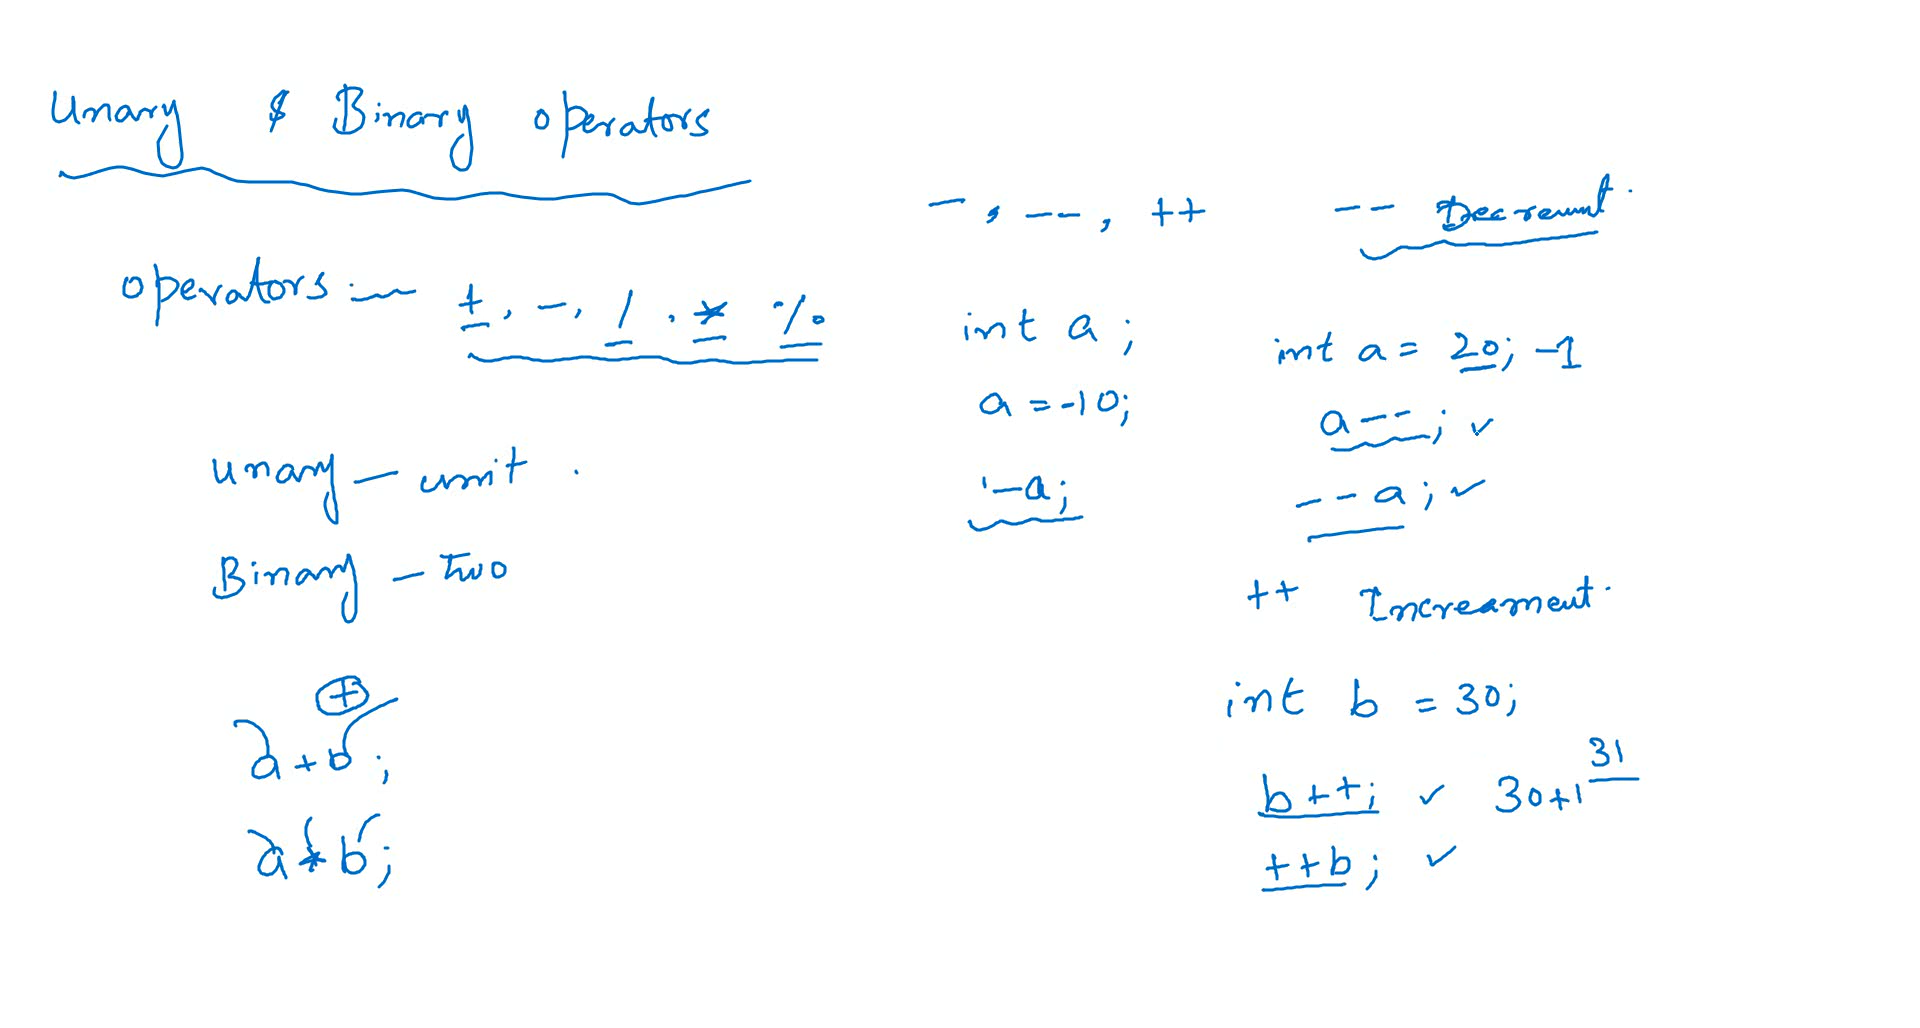 Unary & Binary operators
operators :- +, -, /, * %
unary - unit.
Binary - Two
+
a+b;
a*b;
-, --, ++
int a;
a = -10;
-a;
-- Decrement.
int a = 20; -1
a--; ✓
--a; ✓
++ Increament.
int b = 30;
31
b++; ✓ 30+1
++b; ✓